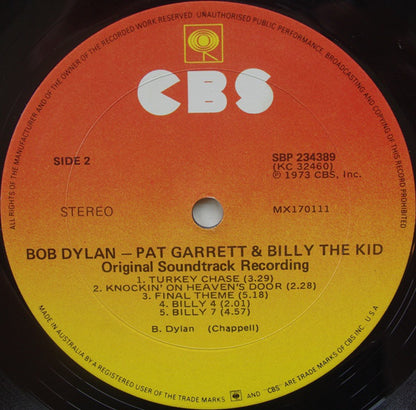 ALL RIGHTS OF THE MANUFACTURER AND OF THE OWNER OF THE RECORDED WORK RESERVED. UNAUTHORISED PUBLIC PERFORMANCE, BROADCASTING AND COPYING OF THIS RECORD PROHIBITED
CBS
SIDE 2
SBP 234389
(KC 32460)
℗ 1973 CBS, Inc.
STEREO
MX170111
BOB DYLAN – PAT GARRETT & BILLY THE KID
Original Soundtrack Recording
1. TURKEY CHASE (3.29)
2. KNOCKIN' ON HEAVEN'S DOOR (2.28)
3. FINAL THEME (5.18)
4. BILLY 4 (2.01)
5. BILLY 7 (4.57)
B. Dylan (Chappell)
MADE IN AUSTRALIA BY A REGISTERED USER OF THE TRADE MARKS AND "CBS" ARE TRADE MARKS OF CBS INC. U.S.A.